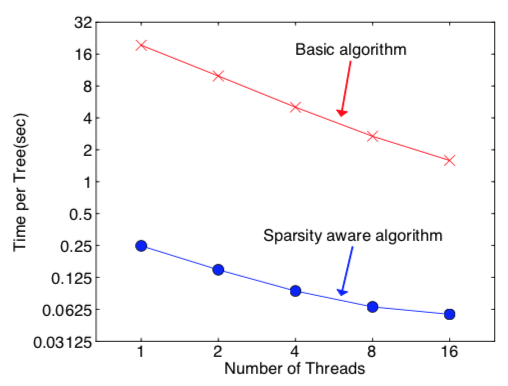 32
16
8
4
2
1
0.5
0.25
0.125
0.0625
0.03125
Time per Tree(sec)
Basic algorithm
Sparsity aware algorithm
1 2 4 8 16
Number of Threads